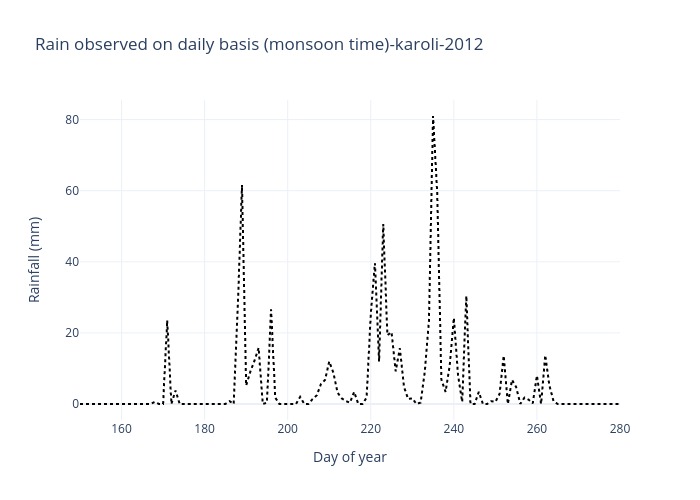 Rain observed on daily basis (monsoon time)-karoli-2012
80
60
40
20
0
Rainfall (mm)
160 180 200 220 240 260 280
Day of year